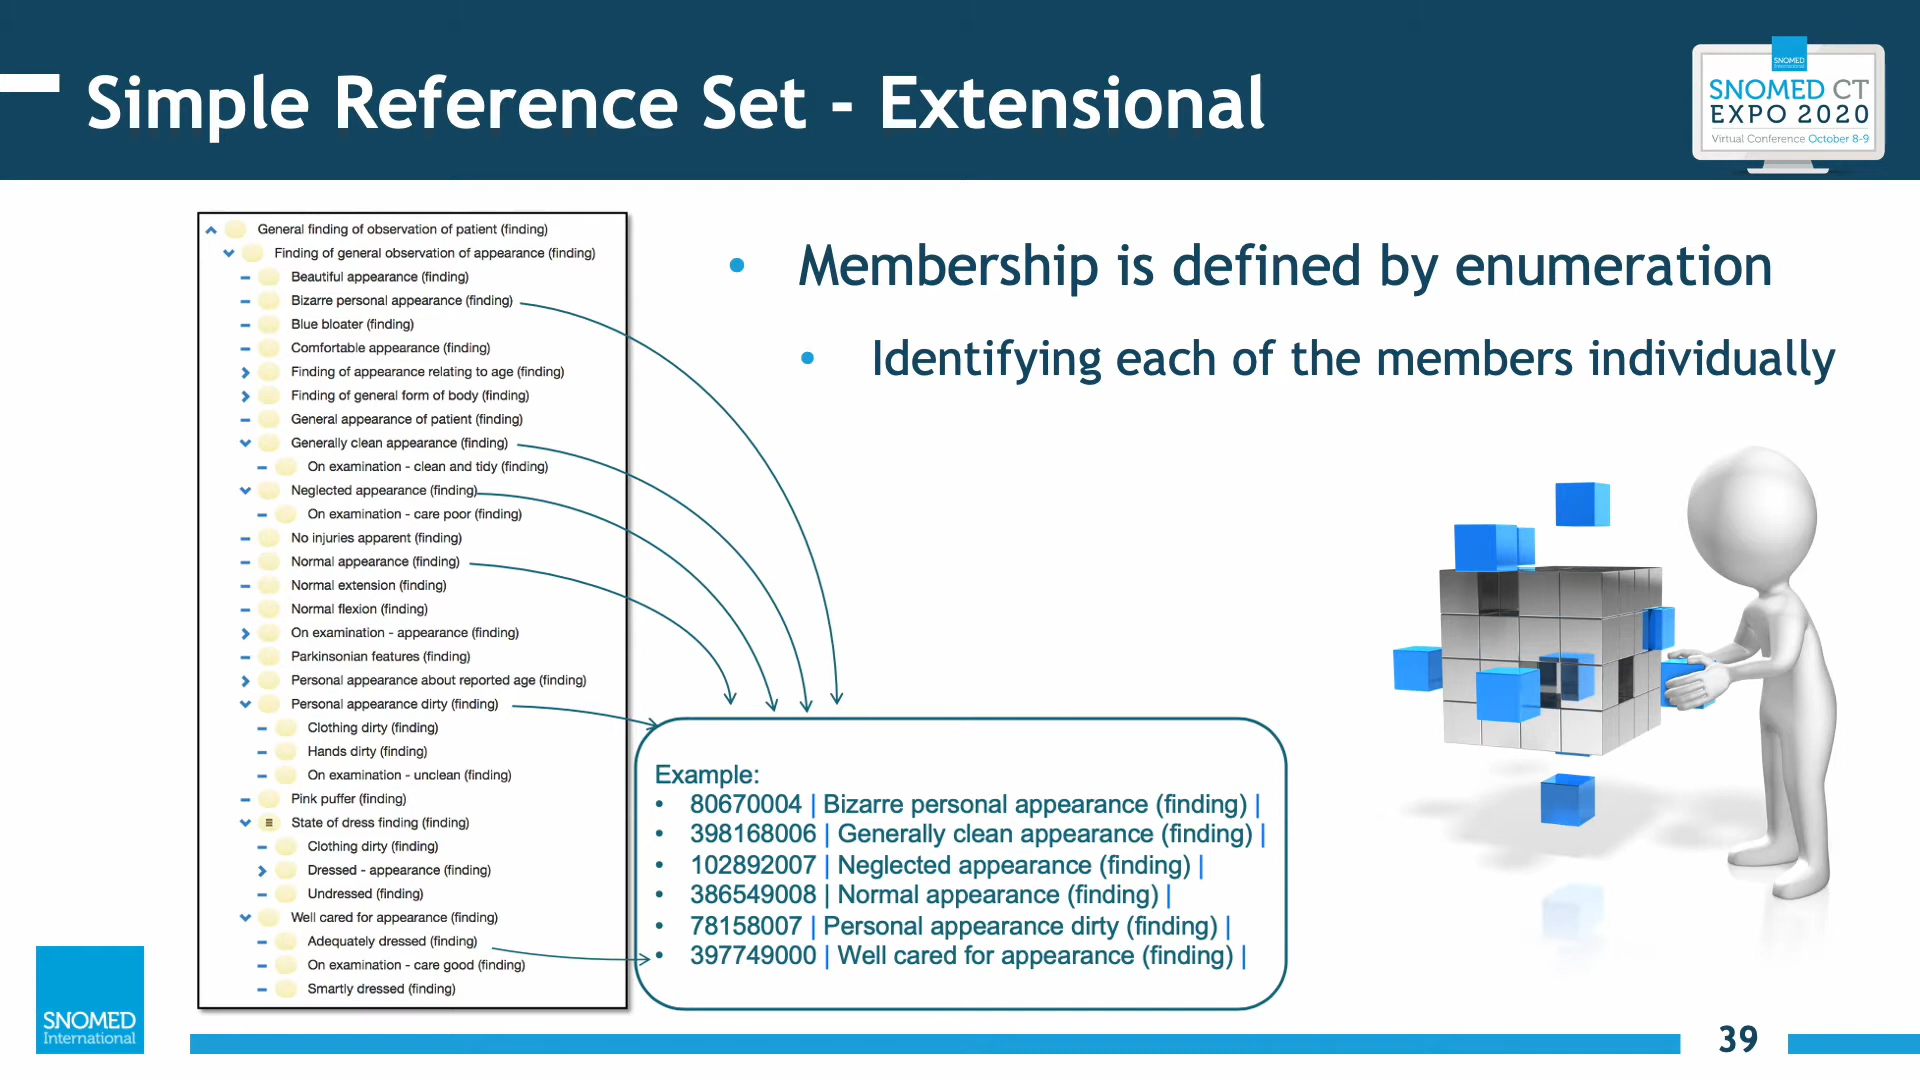 Simple Reference Set - Extensional
SNOMED
International
SNOMED CT
EXPO 2020
Virtual Conference October 8-9
General finding of observation of patient (finding)
Finding of general observation of appearance (finding)
Beautiful appearance (finding)
Bizarre personal appearance (finding)
Blue bloater (finding)
Comfortable appearance (finding)
Finding of appearance relating to age (finding)
Finding of general form of body (finding)
General appearance of patient (finding)
Generally clean appearance (finding)
On examination - clean and tidy (finding)
Neglected appearance (finding)
On examination - care poor (finding)
No injuries apparent (finding)
Normal appearance (finding)
Normal extension (finding)
Normal flexion (finding)
On examination - appearance (finding)
Parkinsonian features (finding)
Personal appearance about reported age (finding)
Personal appearance dirty (finding)
Clothing dirty (finding)
Hands dirty (finding)
On examination - unclean (finding)
Pink puffer (finding)
State of dress finding (finding)
Clothing dirty (finding)
Dressed - appearance (finding)
Undressed (finding)
Well cared for appearance (finding)
Adequately dressed (finding)
On examination - care good (finding)
Smartly dressed (finding)
• Membership is defined by enumeration
• Identifying each of the members individually
Example:
• 80670004 | Bizarre personal appearance (finding) |
• 398168006 | Generally clean appearance (finding) |
• 102892007 | Neglected appearance (finding) |
• 386549008 | Normal appearance (finding) |
• 78158007 | Personal appearance dirty (finding) |
• 397749000 | Well cared for appearance (finding) |
SNOMED
International
39